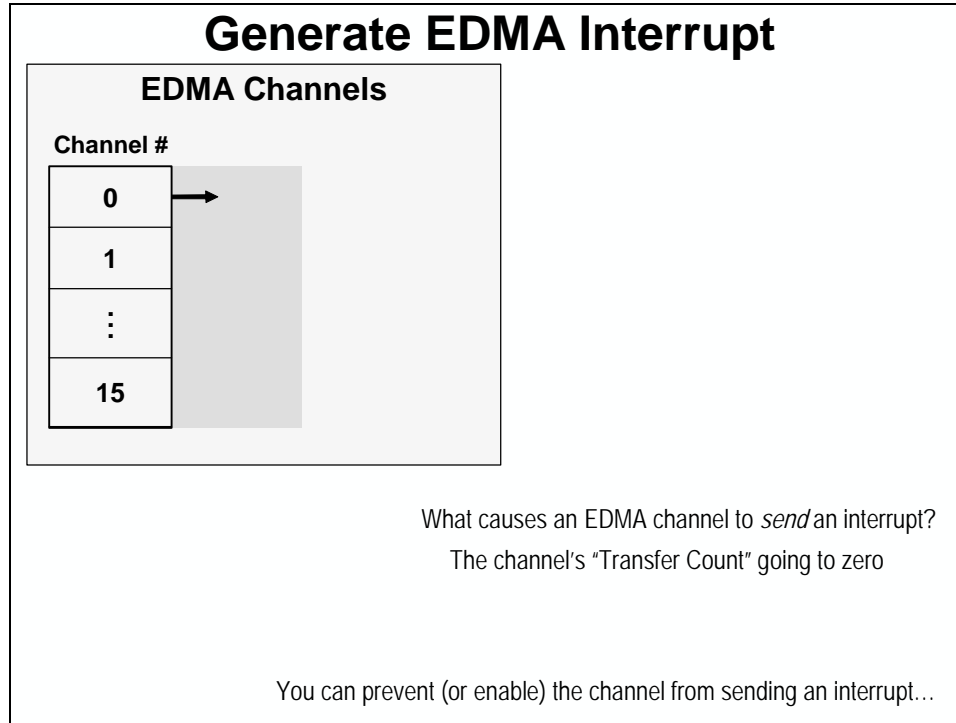 Generate EDMA Interrupt
EDMA Channels
Channel #
0
1
⋮
15
What causes an EDMA channel to send an interrupt?
The channel's "Transfer Count" going to zero
You can prevent (or enable) the channel from sending an interrupt…